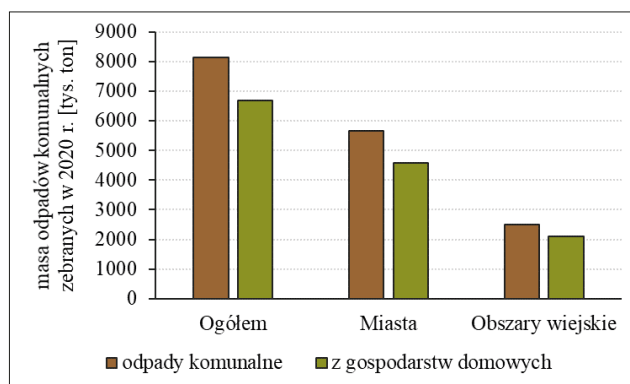 masa odpadów komunalnych
zebranych w 2020 r. [tys. ton]
9000
8000
7000
6000
5000
4000
3000
2000
1000
0
Ogółem Miasta Obszary wiejskie
odpady komunalne z gospodarstw domowych